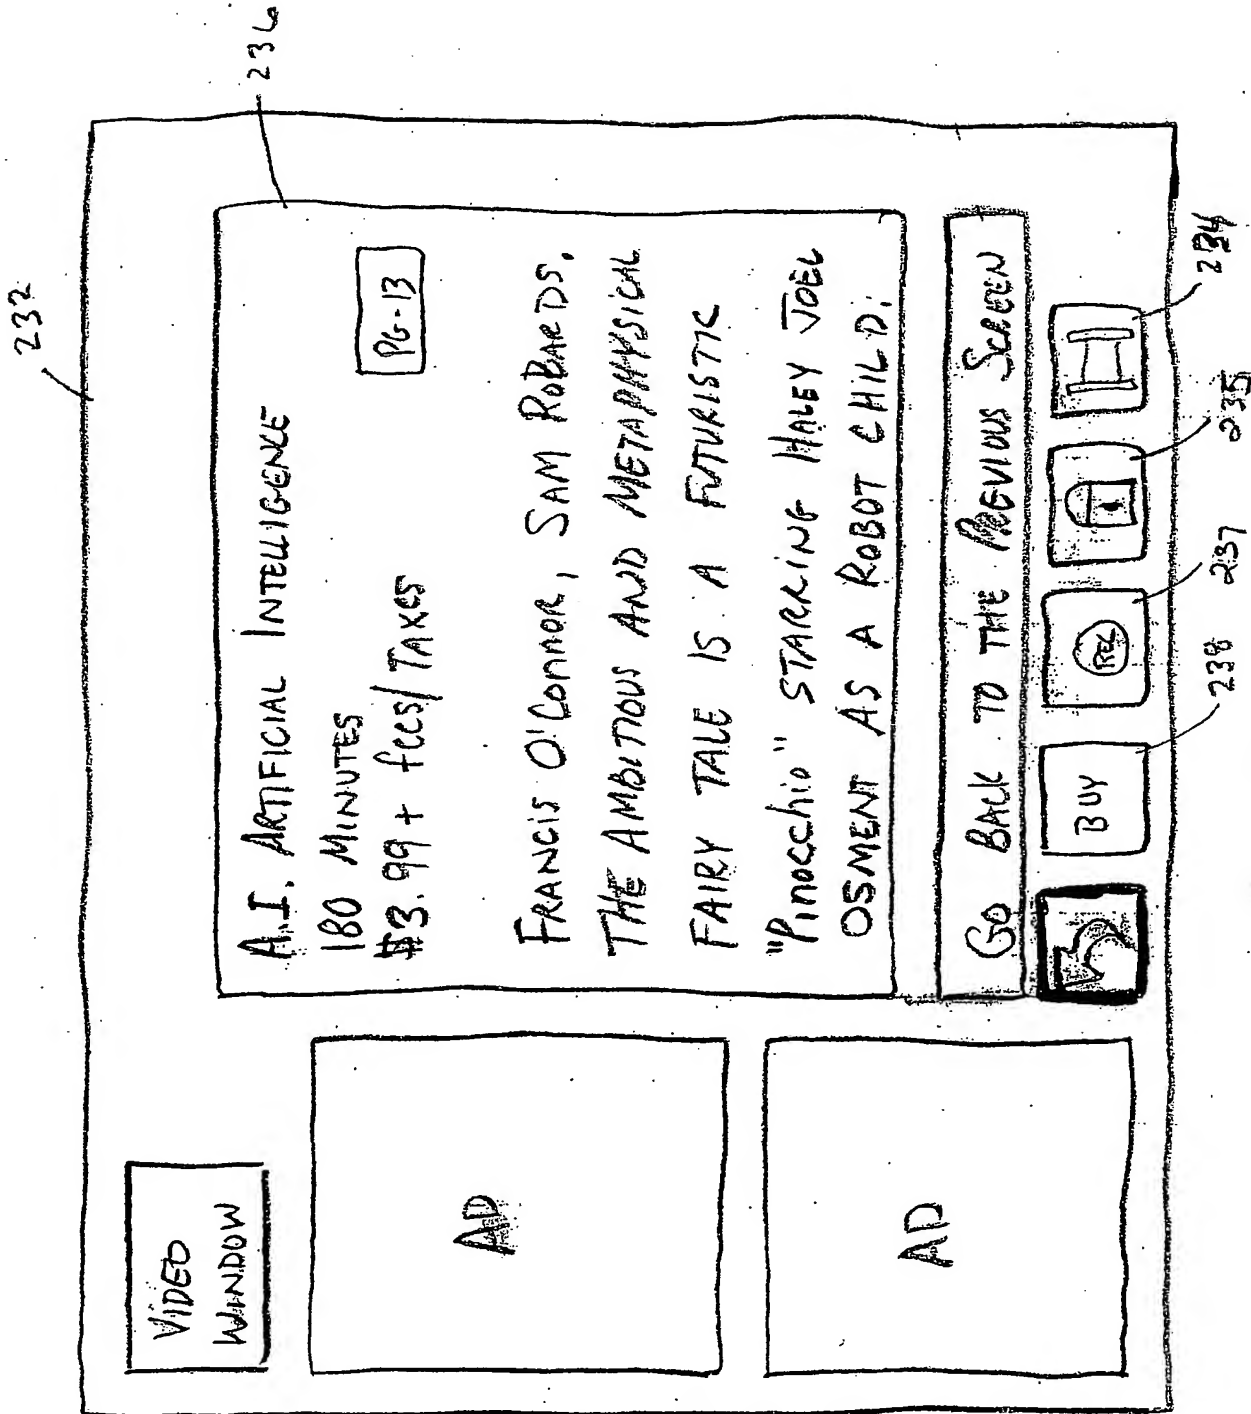 232
236
VIDEO
WINDOW
AD
AD
A.I. ARTIFICIAL INTELLIGENCE
180 MINUTES
$3.99 + fees/TAXES
PG-13
FRANCIS O'CONNOR, SAM ROBARDS.
THE AMBITIOUS AND METAPHYSICAL
FAIRY TALE IS A FUTURISTIC
"Pinocchio" STARRING HALEY JOEL
OSMENT AS A ROBOT CHILD.
GO BACK TO THE PREVIOUS SCREEN
BUY
REC
238
237
235
234